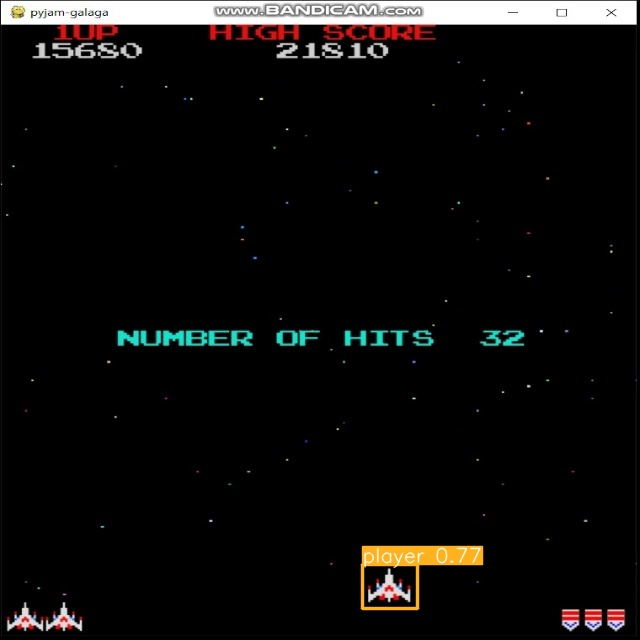 pyjam-galaga
WWW.BANDICAM.COM
1UP HIGH SCORE
15680 21810
NUMBER OF HITS 32
player 0.77